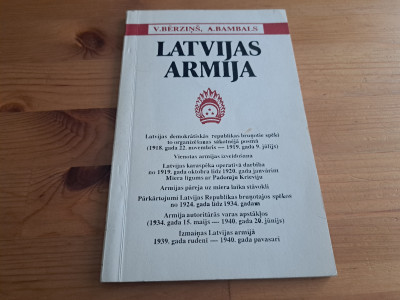 V.BĒRZIŅŠ, A.BAMBALS
LATVIJAS
ARMIJA
Latvijas demokrātiskās republikas bruņotie spēki
to organizēšanas sākotnējā posmā
(1918. gada 22. novembris — 1919. gada 9. jūlijs)
Vienotas armijas izveidošana
Latvijas karaspēka operatīvā darbība
no 1919. gada oktobra līdz 1920. gada janvārim
Miera līgums ar Padomju Krieviju
Armijas pāreja uz miera laika stāvokli
Pārkārtojumi Latvijas Republikas bruņotajos spēkos
no 1924. gada līdz 1934. gadam
Armija autoritārās varas apstākļos
(1934. gada 15. maijs — 1940. gada 20. jūnijs)
Izmaiņas Latvijas armijā
1939. gada rudenī — 1940. gada pavasarī